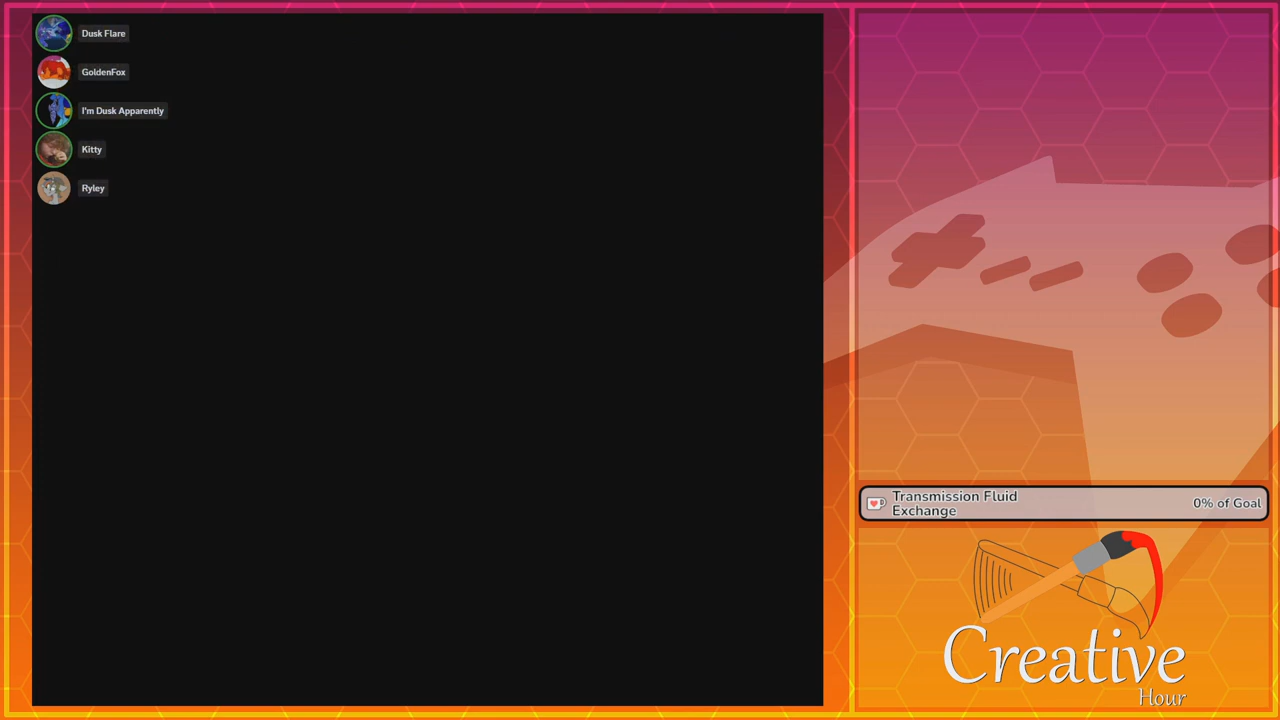 Dusk Flare
GoldenFox
I'm Dusk Apparently
Kitty
Ryley
Transmission Fluid
Exchange
0% of Goal
Creative
Hour